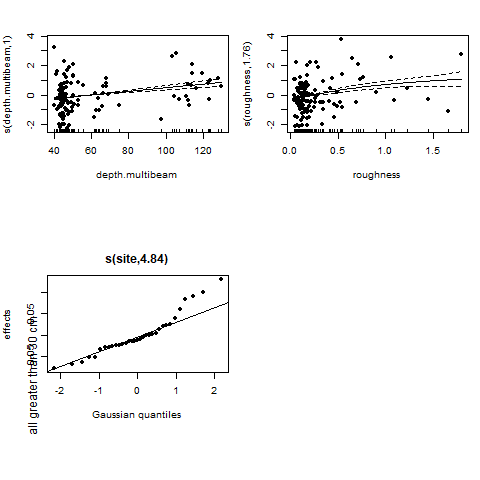 s(depth.multibeam,1)
-2 0 2 4
40 60 80 100 120
depth.multibeam
s(roughness,1.76)
-2 0 2 4
0.0 0.5 1.0 1.5
roughness
s(site,4.84)
effects
all greater than 30 cm
0.05
-2 -1 0 1 2
Gaussian quantiles